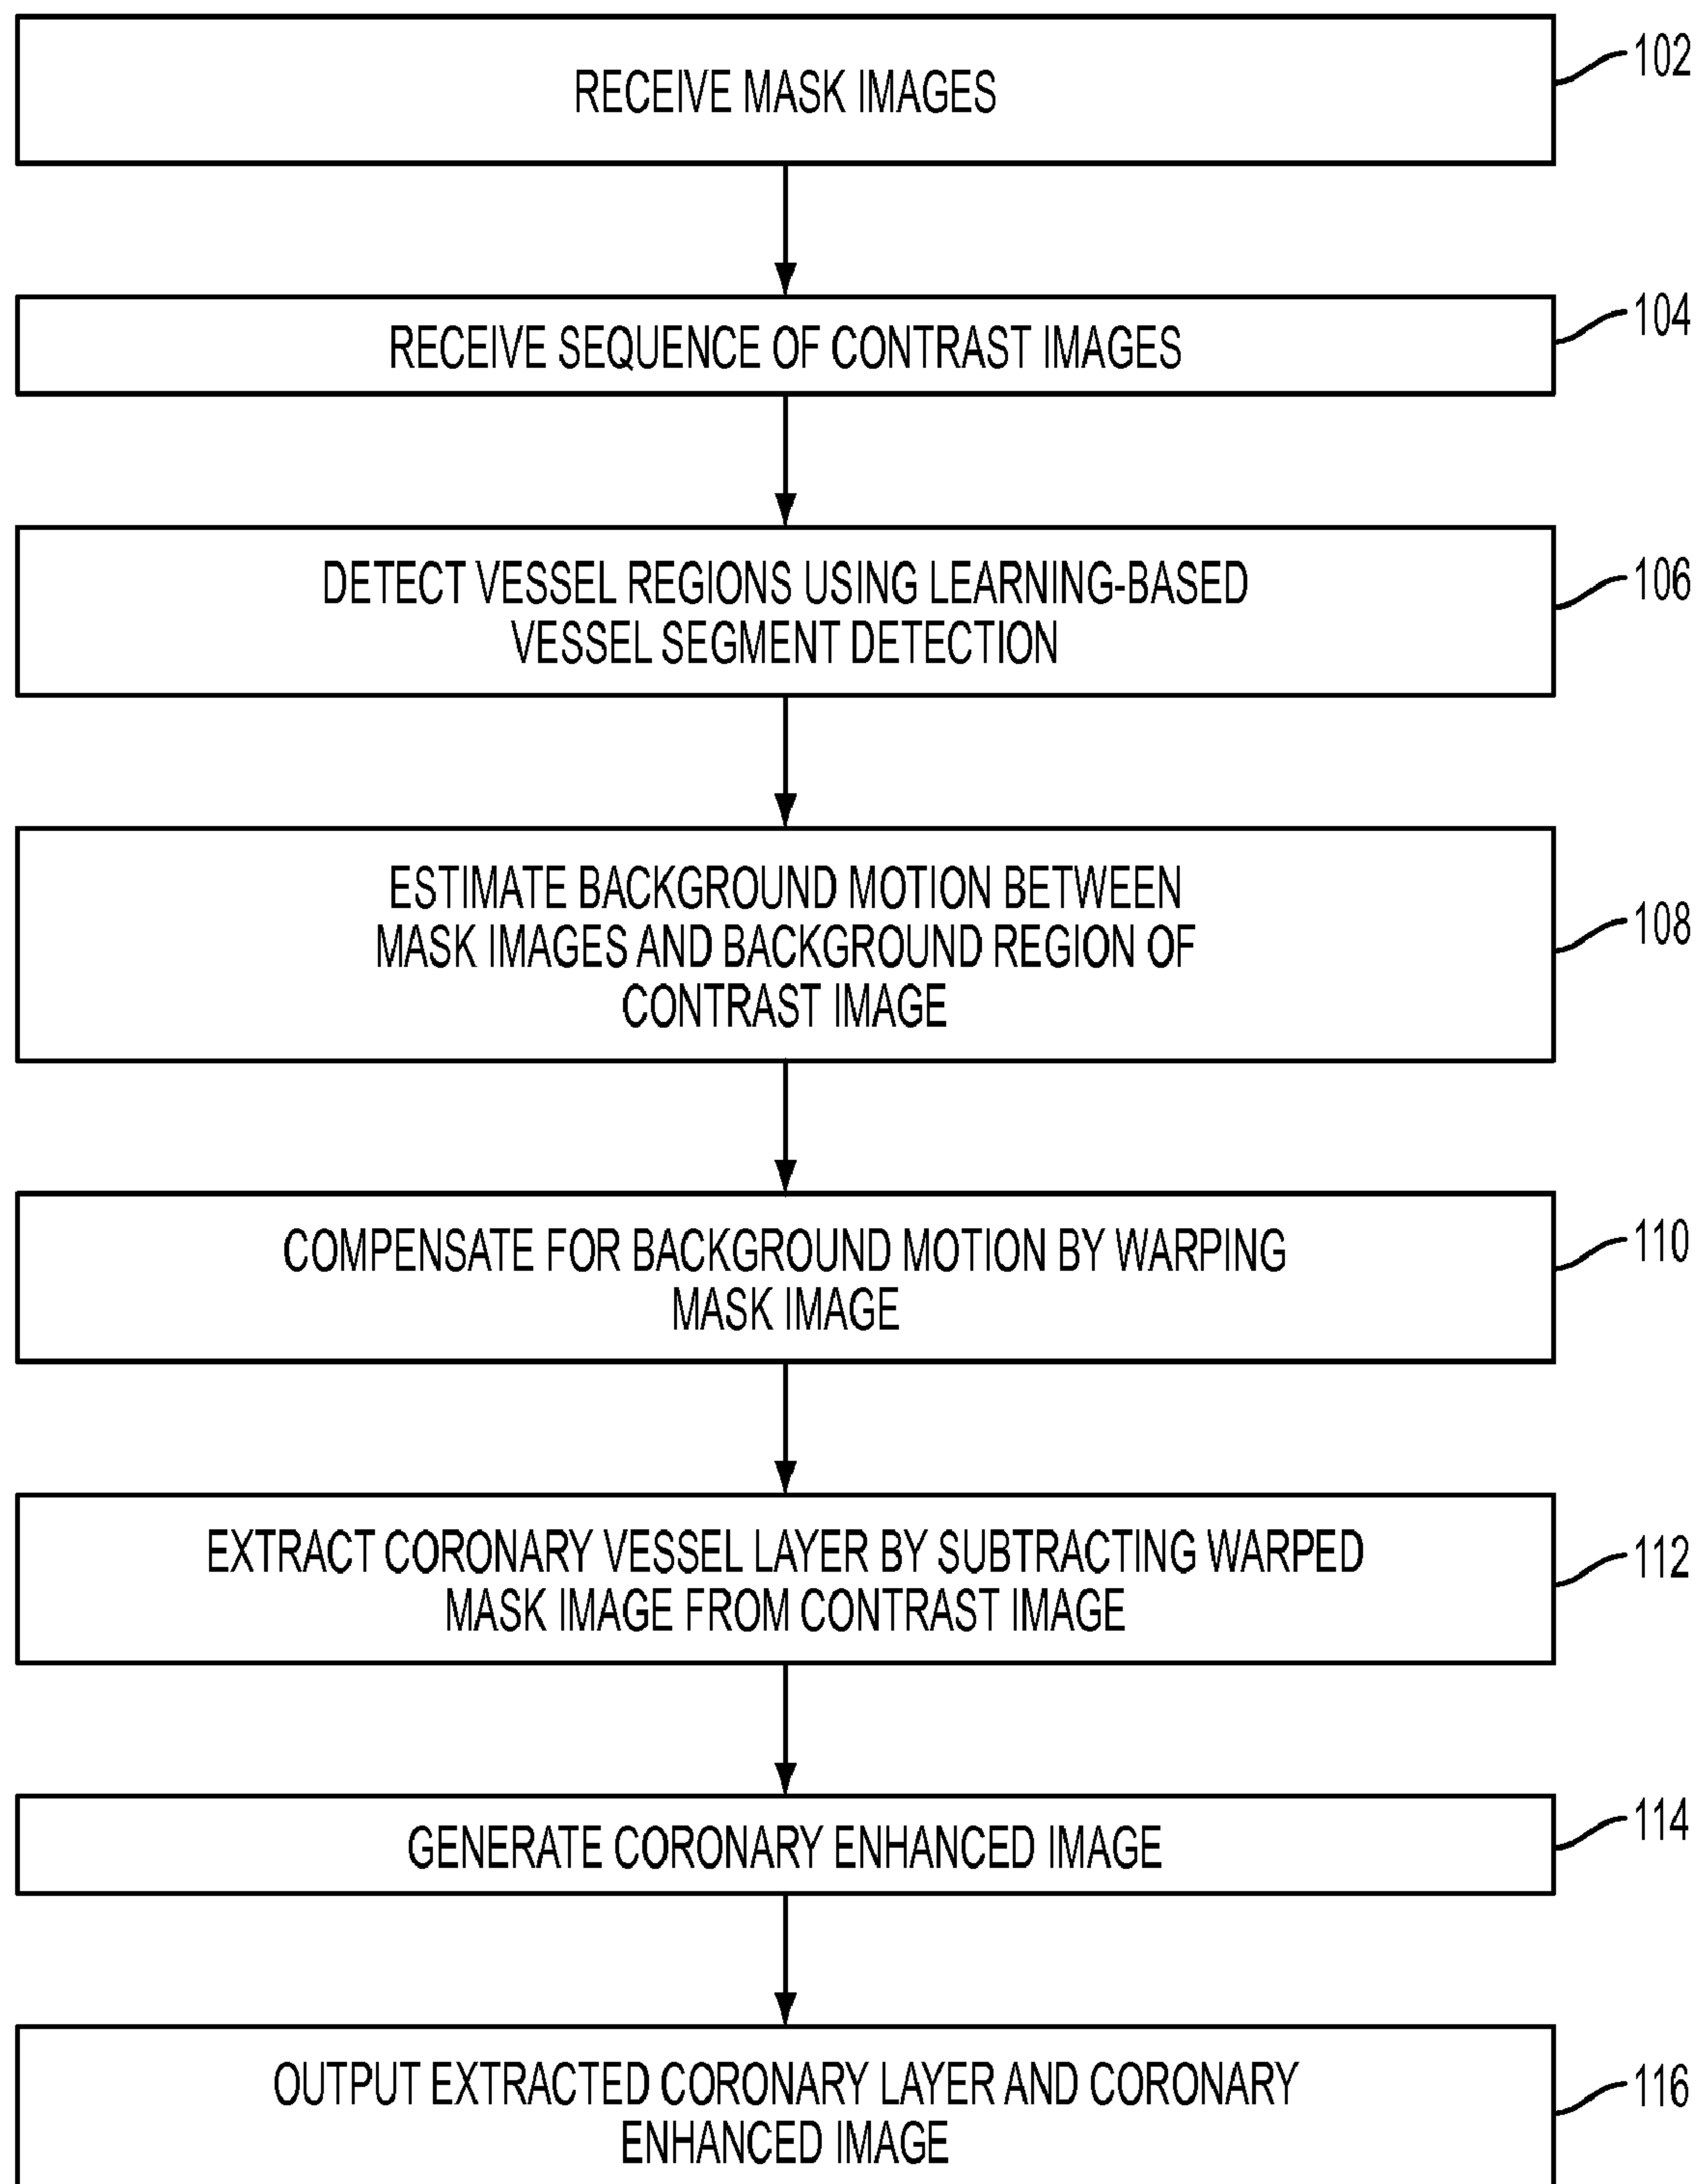 RECEIVE MASK IMAGES
102
RECEIVE SEQUENCE OF CONTRAST IMAGES
104
DETECT VESSEL REGIONS USING LEARNING-BASED
VESSEL SEGMENT DETECTION
106
ESTIMATE BACKGROUND MOTION BETWEEN
MASK IMAGES AND BACKGROUND REGION OF
CONTRAST IMAGE
108
COMPENSATE FOR BACKGROUND MOTION BY WARPING
MASK IMAGE
110
EXTRACT CORONARY VESSEL LAYER BY SUBTRACTING WARPED
MASK IMAGE FROM CONTRAST IMAGE
112
GENERATE CORONARY ENHANCED IMAGE
114
OUTPUT EXTRACTED CORONARY LAYER AND CORONARY
ENHANCED IMAGE
116